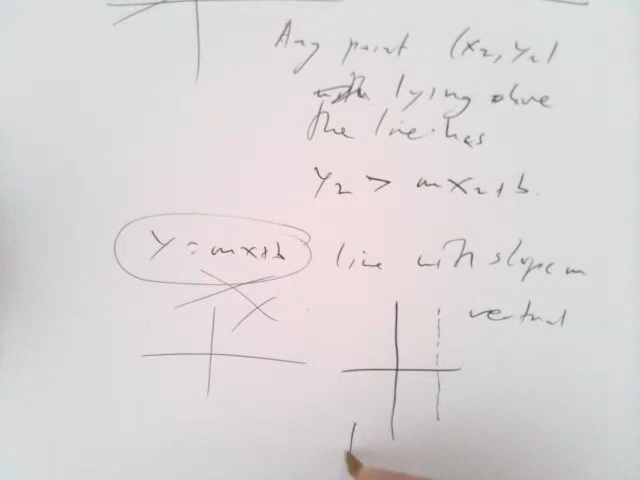 Any point (x₂, y₂)
lying above
the line has
y₂ > mx₂+b.
y = mx+b line with slope m
vertical